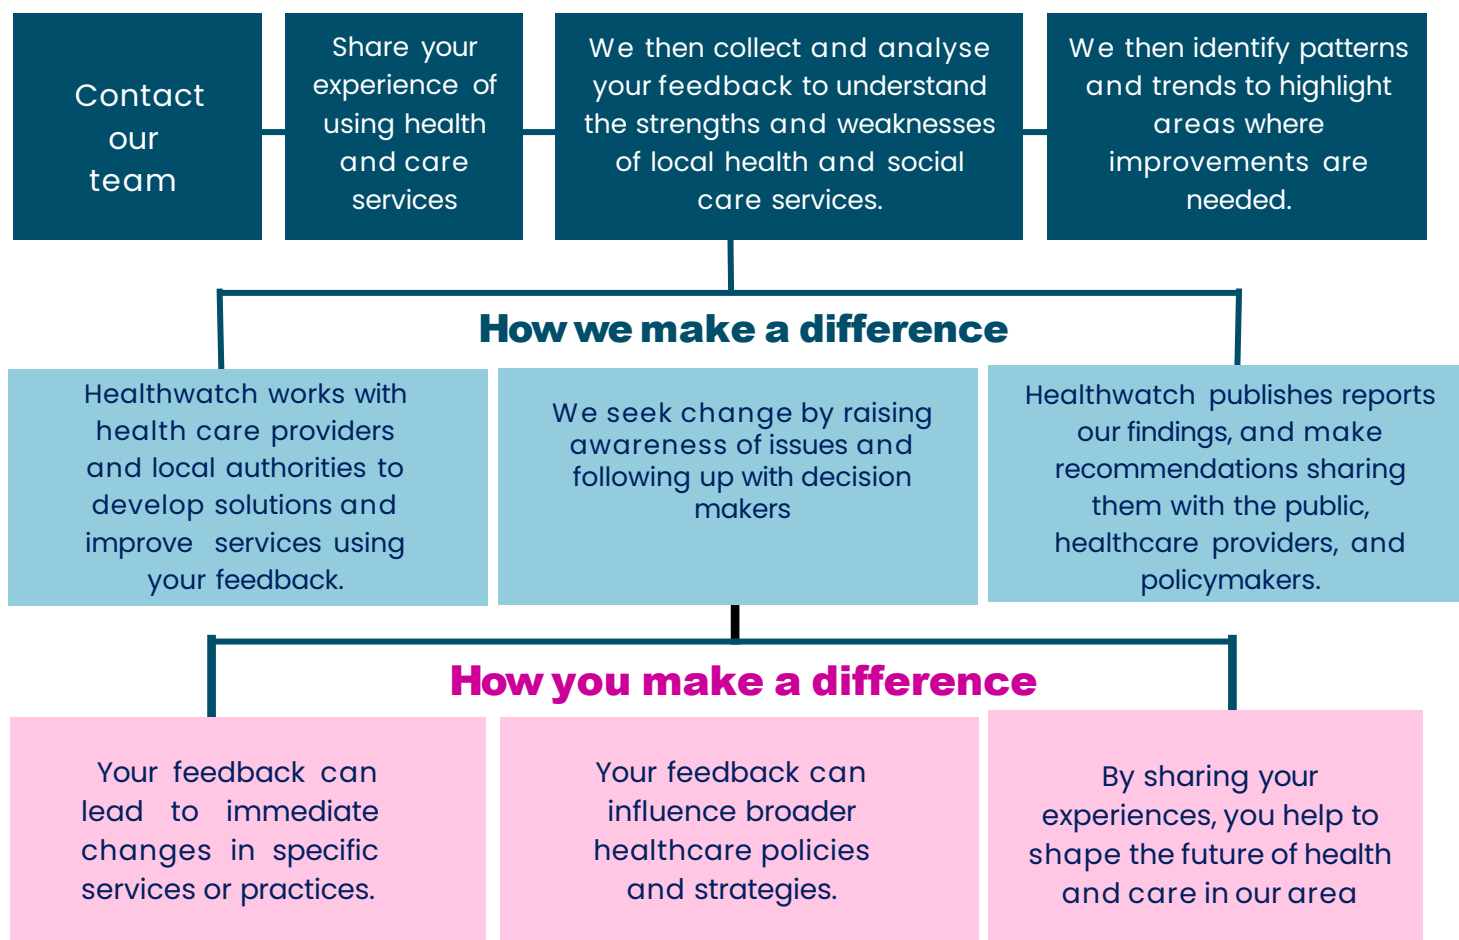 Contact
our
team
Share your
experience of
using health
and care
services
We then collect and analyse
your feedback to understand
the strengths and weaknesses
of local health and social
care services.
We then identify patterns
and trends to highlight
areas where
improvements are
needed.
How we make a difference
Healthwatch works with
health care providers
and local authorities to
develop solutions and
improve services using
your feedback.
We seek change by raising
awareness of issues and
following up with decision
makers
Healthwatch publishes reports
our findings, and make
recommendations sharing
them with the public,
healthcare providers, and
policymakers.
How you make a difference
Your feedback can
lead to immediate
changes in specific
services or practices.
Your feedback can
influence broader
healthcare policies
and strategies.
By sharing your
experiences, you help to
shape the future of health
and care in our area